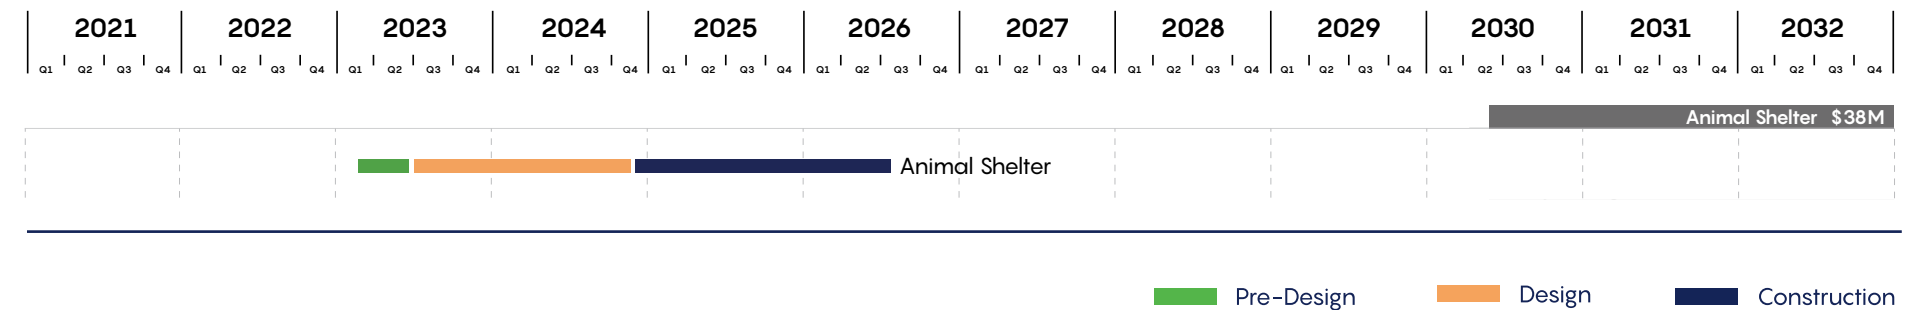 2021 2022 2023 2024 2025 2026 2027 2028 2029 2030 2031 2032
Q1 Q2 Q3 Q4 Q1 Q2 Q3 Q4 Q1 Q2 Q3 Q4 Q1 Q2 Q3 Q4 Q1 Q2 Q3 Q4 Q1 Q2 Q3 Q4 Q1 Q2 Q3 Q4 Q1 Q2 Q3 Q4 Q1 Q2 Q3 Q4 Q1 Q2 Q3 Q4 Q1 Q2 Q3 Q4 Q1 Q2 Q3 Q4
Animal Shelter $38M
Animal Shelter
Pre-Design Design Construction